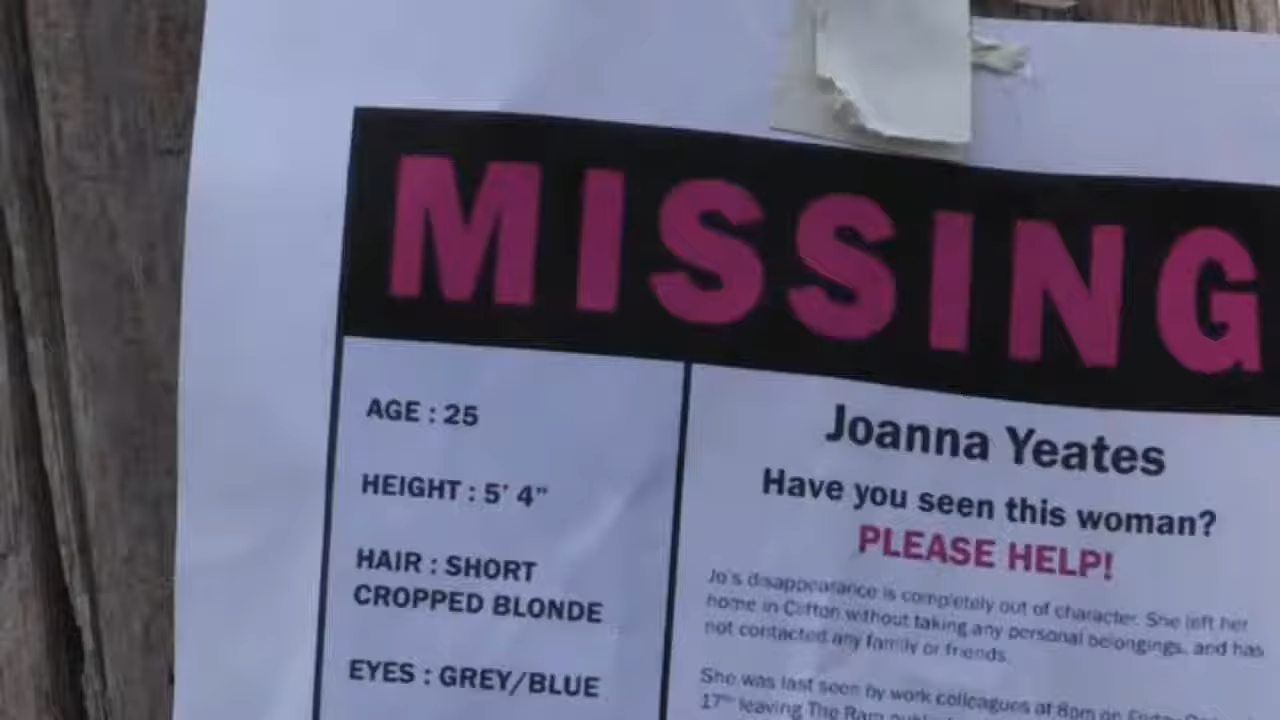 MISSING
AGE : 25
HEIGHT : 5' 4"
HAIR : SHORT
CROPPED BLONDE
EYES : GREY/BLUE
Joanna Yeates
Have you seen this woman?
PLEASE HELP!
Jo's disappearance is completely out of character. She left her
home in Clifton without taking any personal belongings, and has
not contacted any family or friends.
She was last seen by work colleagues at 8pm on
17th leaving The Ram